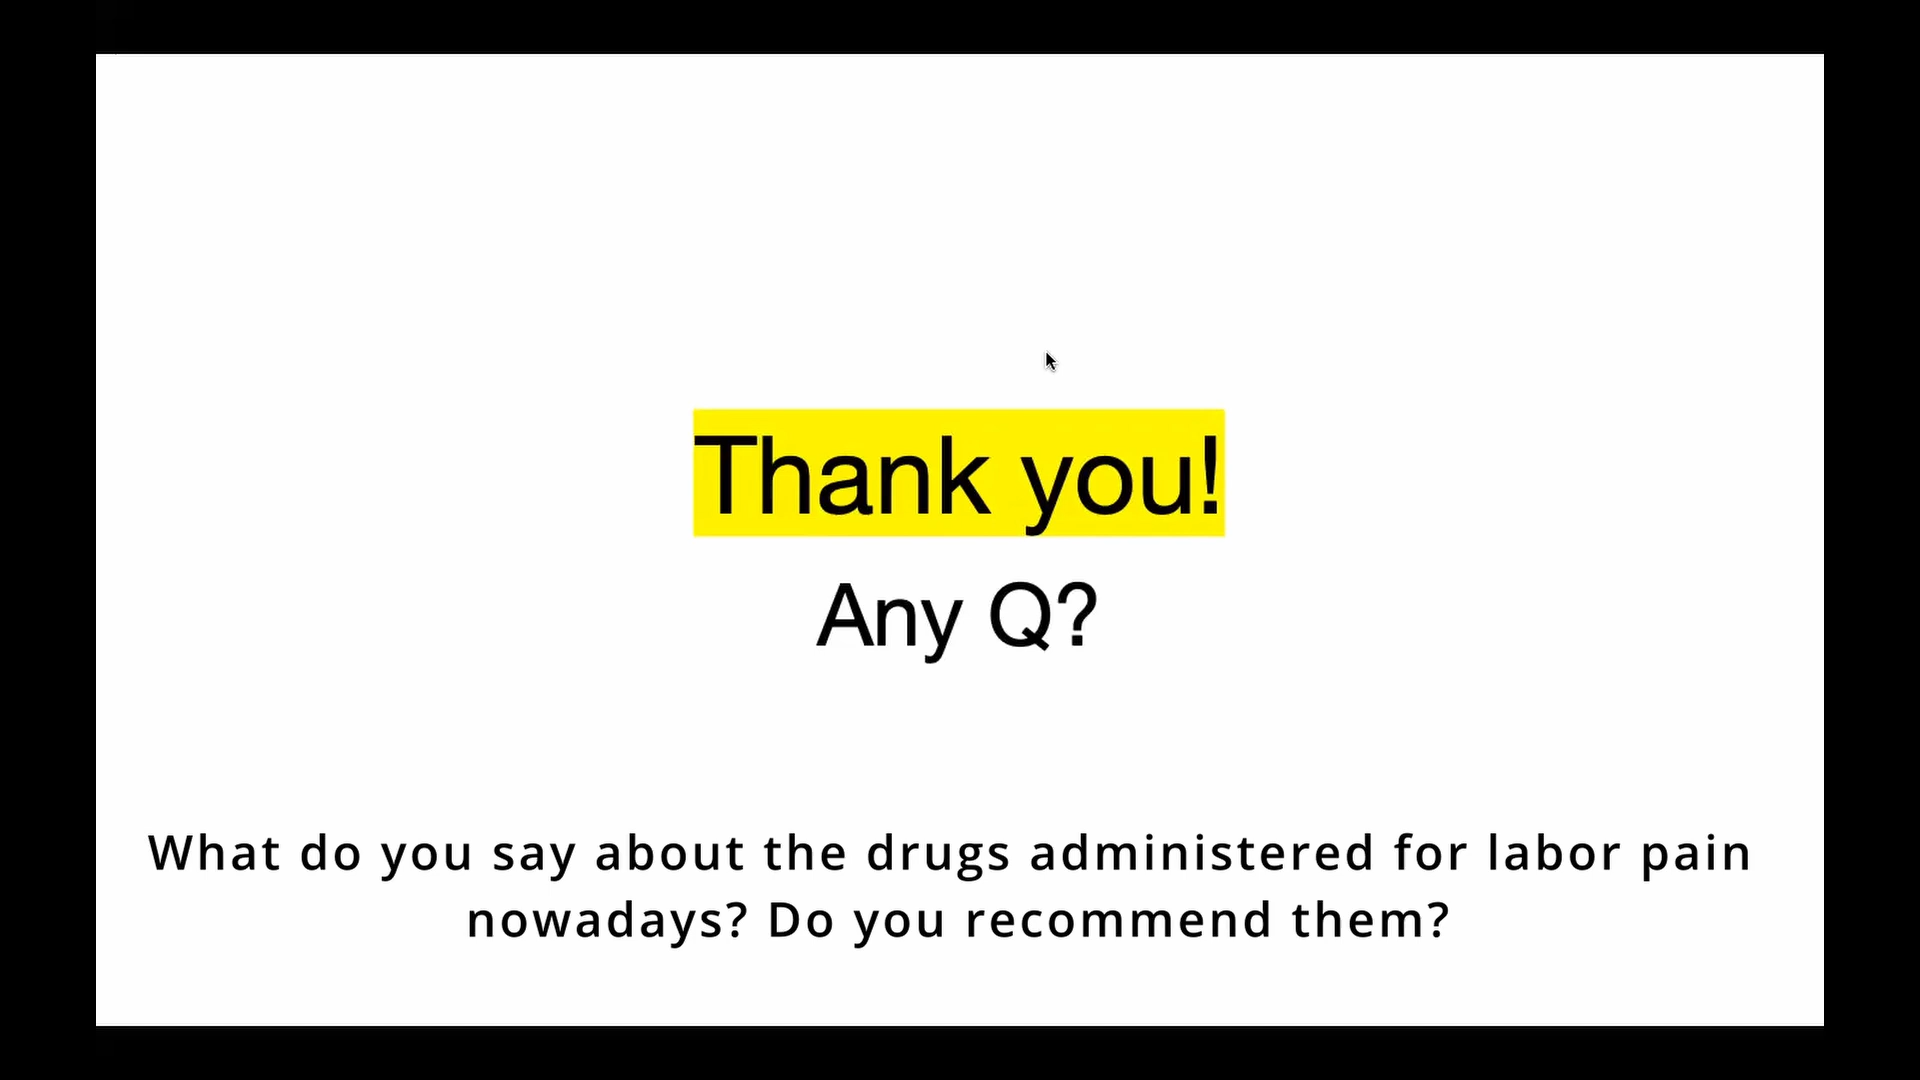 Thank you!
Any Q?
What do you say about the drugs administered for labor pain
nowadays? Do you recommend them?